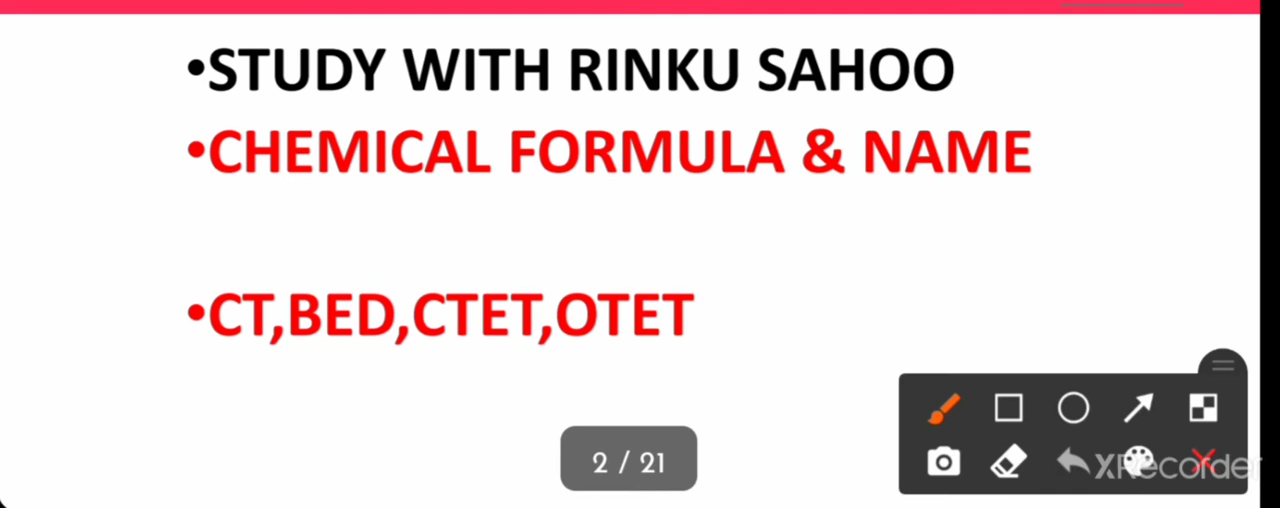 •STUDY WITH RINKU SAHOO
•CHEMICAL FORMULA & NAME
•CT,BED,CTET,OTET
2 / 21
XRecorder